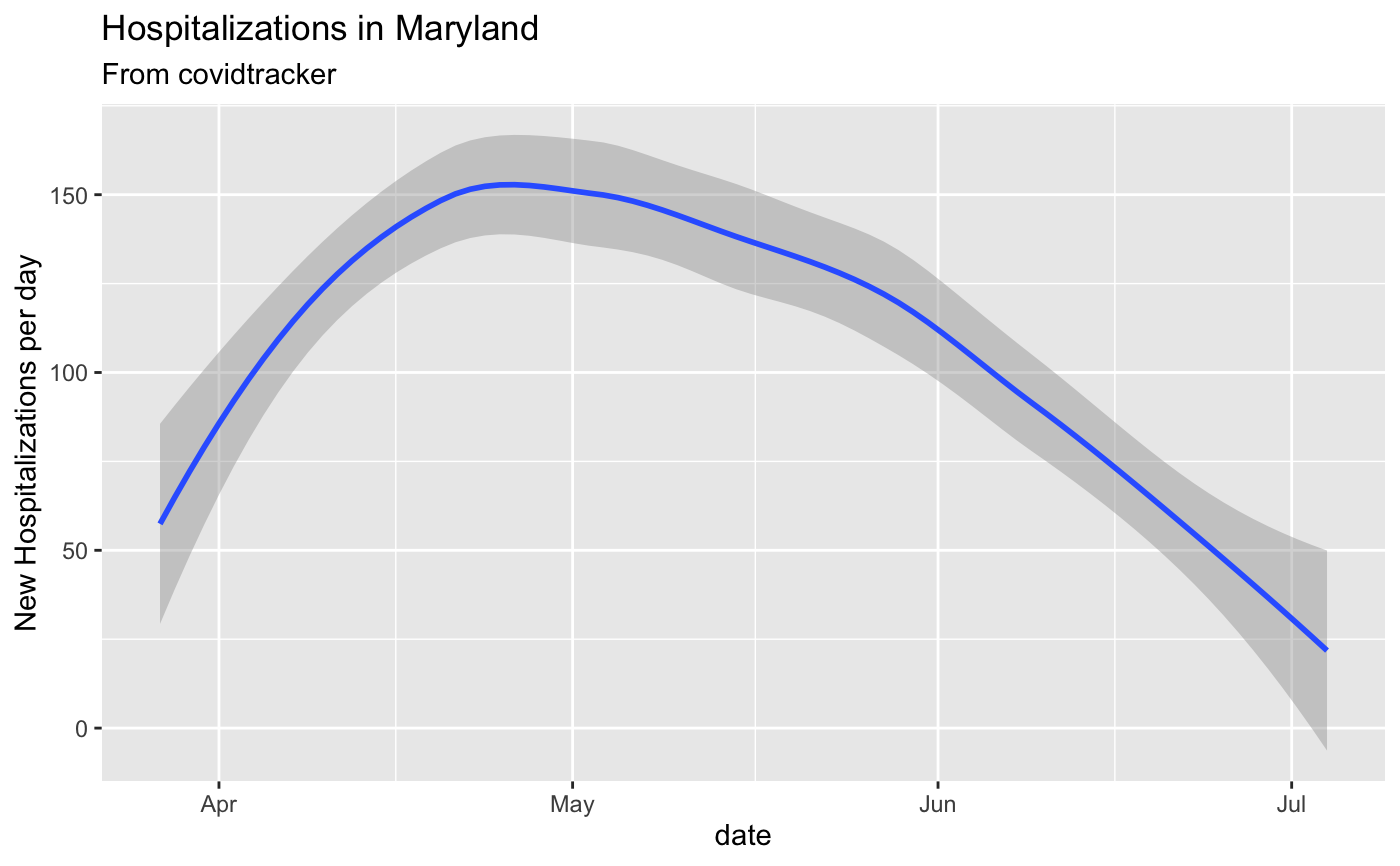 Hospitalizations in Maryland
From covidtracker
New Hospitalizations per day
150
100
50
0
Apr May Jun Jul
date